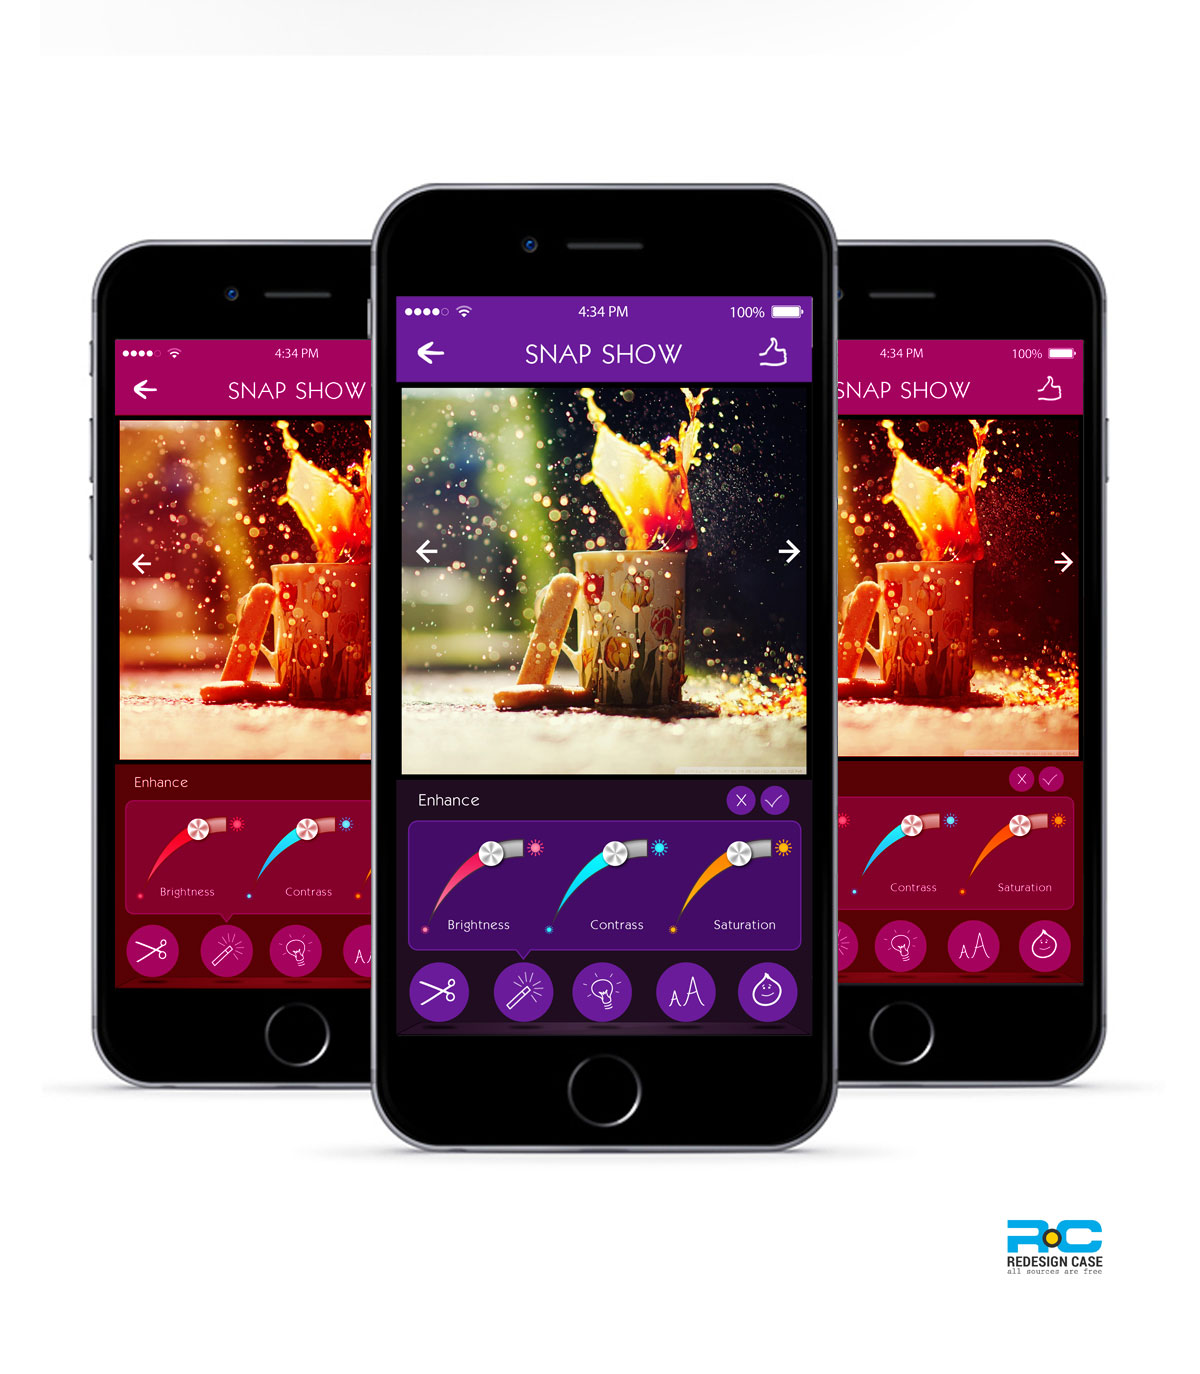 4:34 PM
SNAP SHOW
Enhance
Brightness
Contrass
4:34 PM
100%
SNAP SHOW
Enhance
X
Brightness
Contrass
Saturation
AA
4:34 PM
100%
SNAP SHOW
X
Contrass
Saturation
AA
RC
REDESIGN CASE
all sources are free